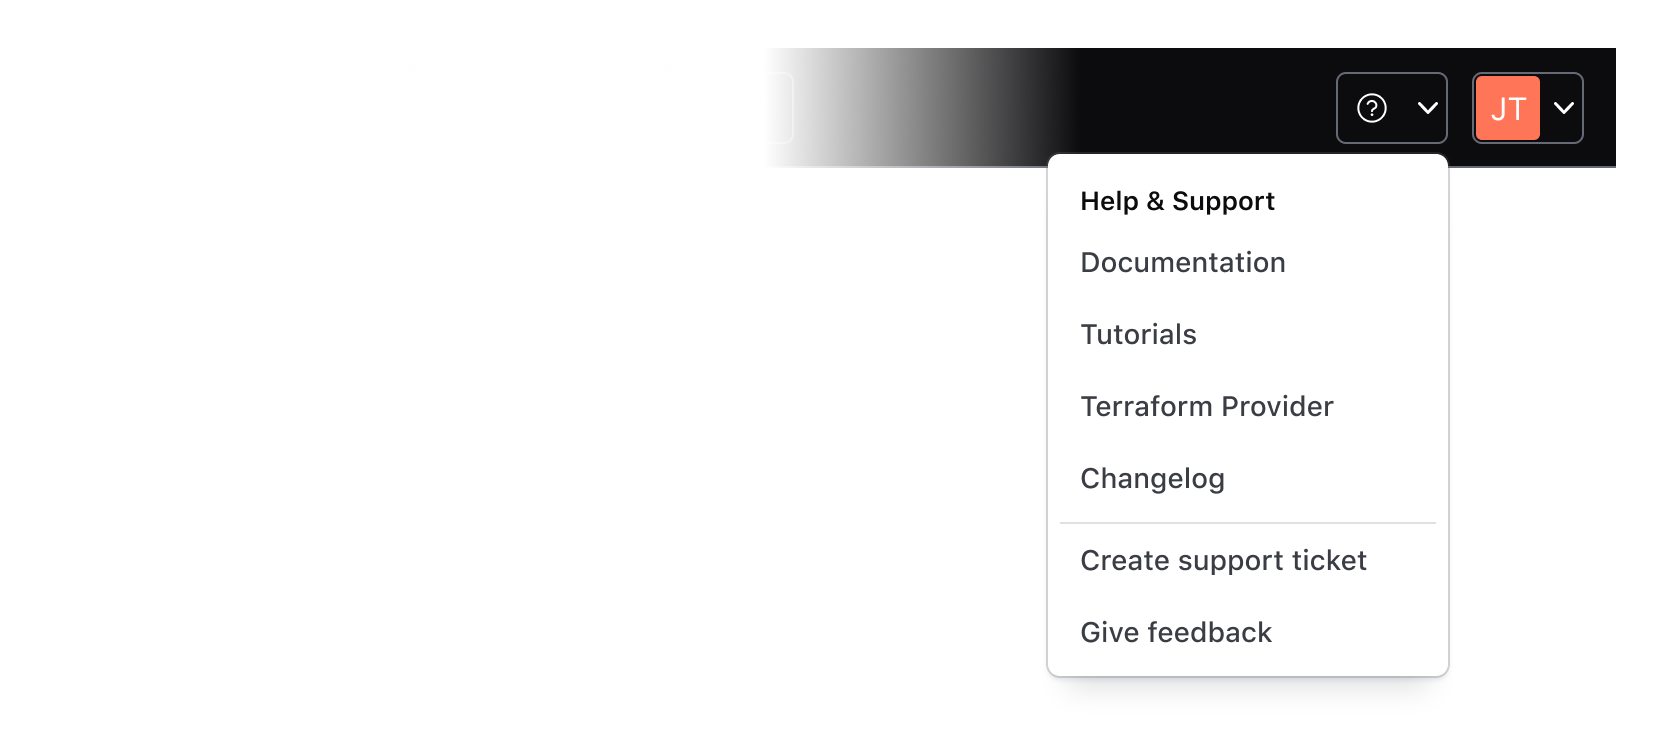 ?
JT
Help & Support
Documentation
Tutorials
Terraform Provider
Changelog
Create support ticket
Give feedback